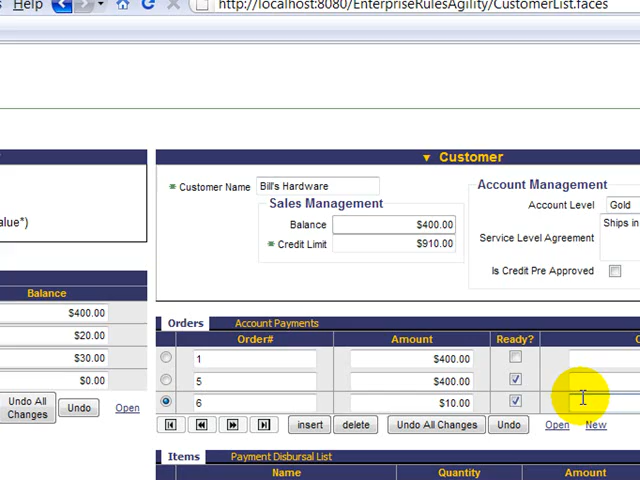 Help http://localhost:8080/EnterpriseRulesAgility/CustomerList.faces
▼ Customer
Customer Name Bill's Hardware
Account Management
Sales Management
Account Level Gold
Balance $400.00
Ships in
Service Level Agreement
Credit Limit $910.00
Is Credit Pre Approved
alue*)
Balance
$400.00
$20.00
$30.00
$0.00
Undo All Changes Undo Open
Orders Account Payments
Order# Amount Ready?
1 $400.00
5 $400.00
6 $10.00
insert delete Undo All Changes Undo Open New
Items Payment Disbursal List
Name Quantity Amount